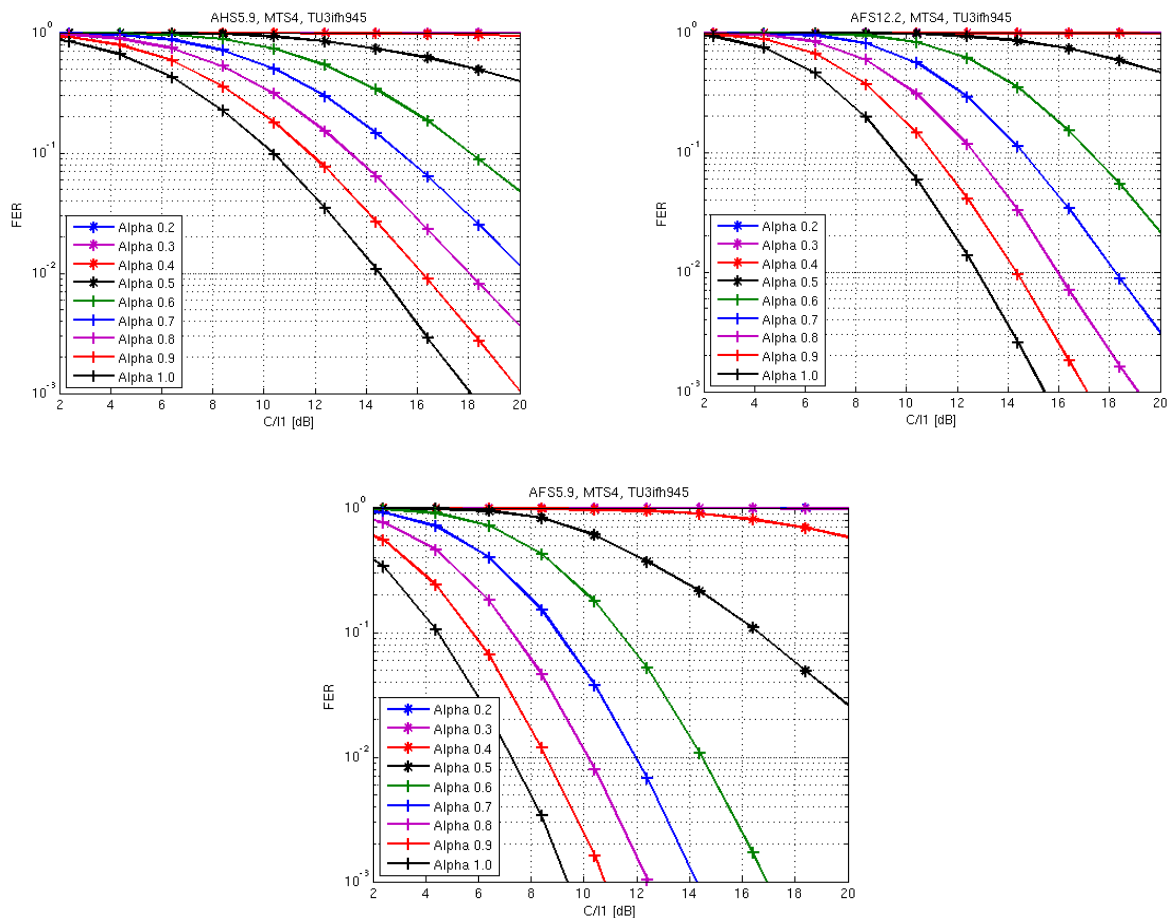 AHS5.9, MTS4, TU3ifh945
10^0
10^-1
10^-2
10^-3
FER
Alpha 0.2
Alpha 0.3
Alpha 0.4
Alpha 0.5
Alpha 0.6
Alpha 0.7
Alpha 0.8
Alpha 0.9
Alpha 1.0
2 4 6 8 10 12 14 16 18 20
C/I1 [dB]
AFS12.2, MTS4, TU3ifh945
10^0
10^-1
10^-2
10^-3
FER
Alpha 0.2
Alpha 0.3
Alpha 0.4
Alpha 0.5
Alpha 0.6
Alpha 0.7
Alpha 0.8
Alpha 0.9
Alpha 1.0
2 4 6 8 10 12 14 16 18 20
C/I1 [dB]
AFS5.9, MTS4, TU3ifh945
10^0
10^-1
10^-2
10^-3
FER
Alpha 0.2
Alpha 0.3
Alpha 0.4
Alpha 0.5
Alpha 0.6
Alpha 0.7
Alpha 0.8
Alpha 0.9
Alpha 1.0
2 4 6 8 10 12 14 16 18 20
C/I1 [dB]